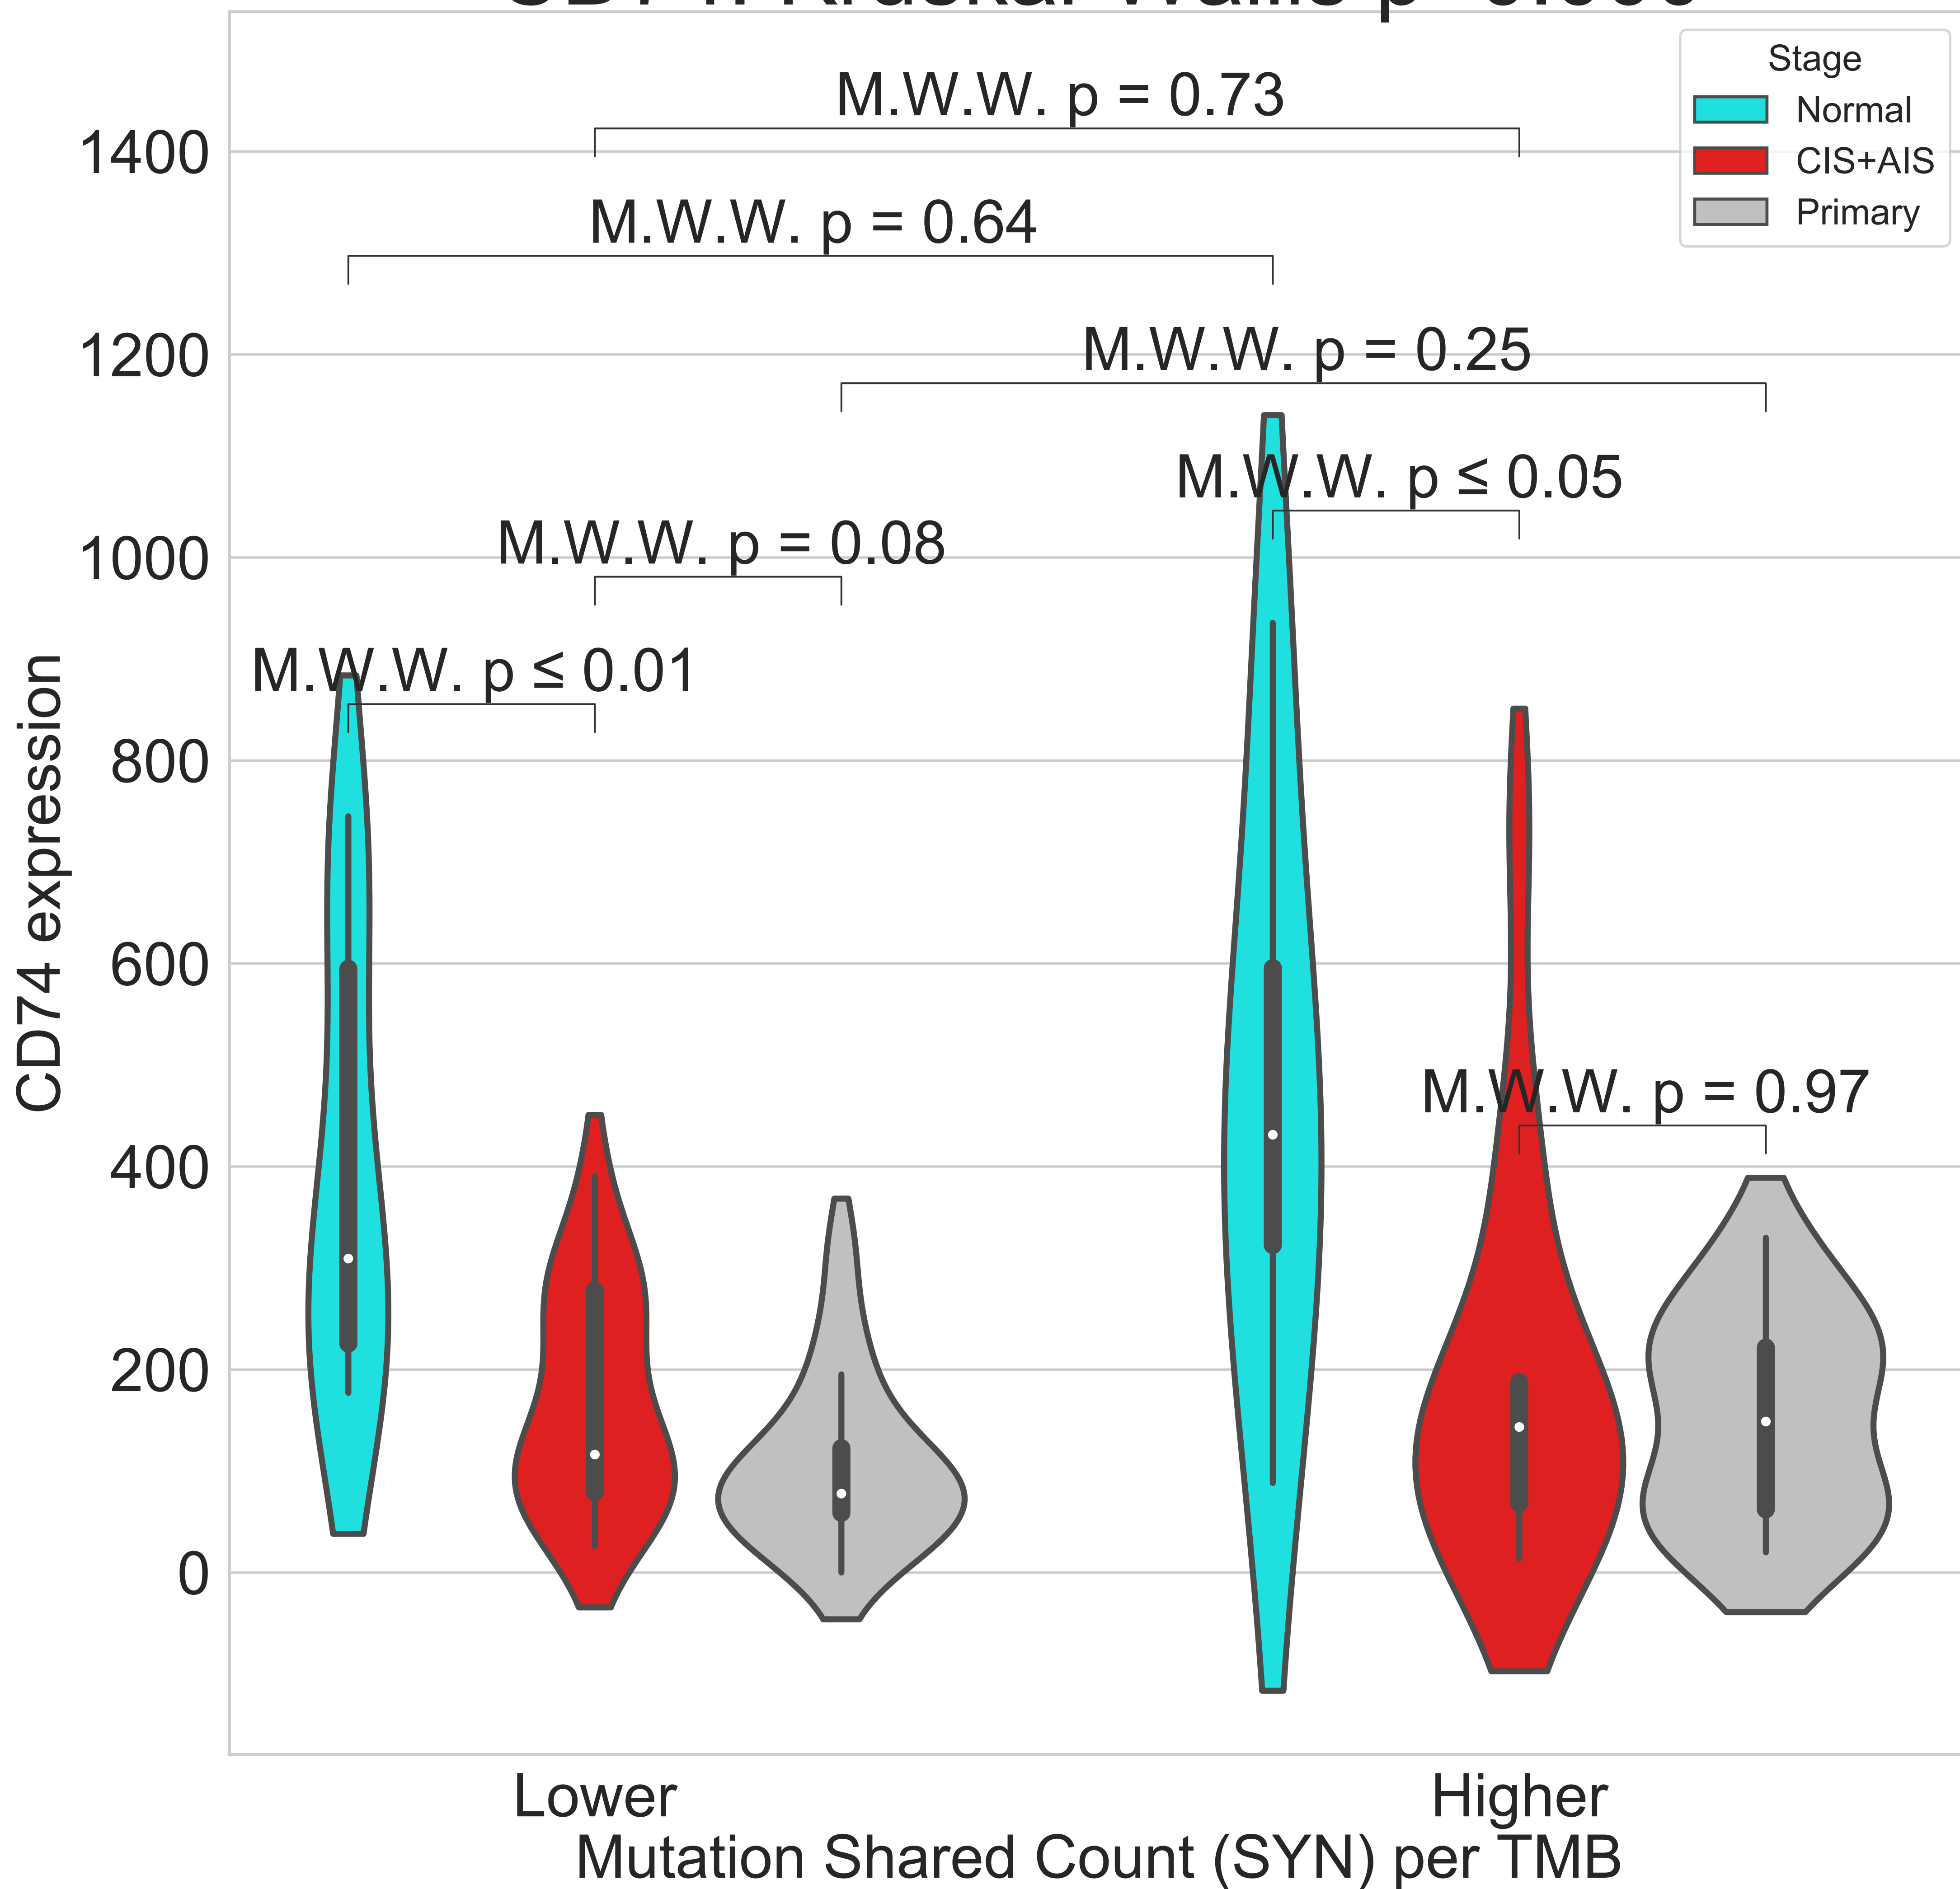 Stage
Normal
CIS+AIS
Primary
M.W.W. p = 0.73
1400
M.W.W. p = 0.64
M.W.W. p = 0.25
1200
M.W.W. p ≤ 0.05
M.W.W. p = 0.08
1000
M.W.W. p ≤ 0.01
800
CD74 expression
600
M.W.W. p = 0.97
400
200
0
Lower
Higher
Mutation Shared Count (SYN) per TMB